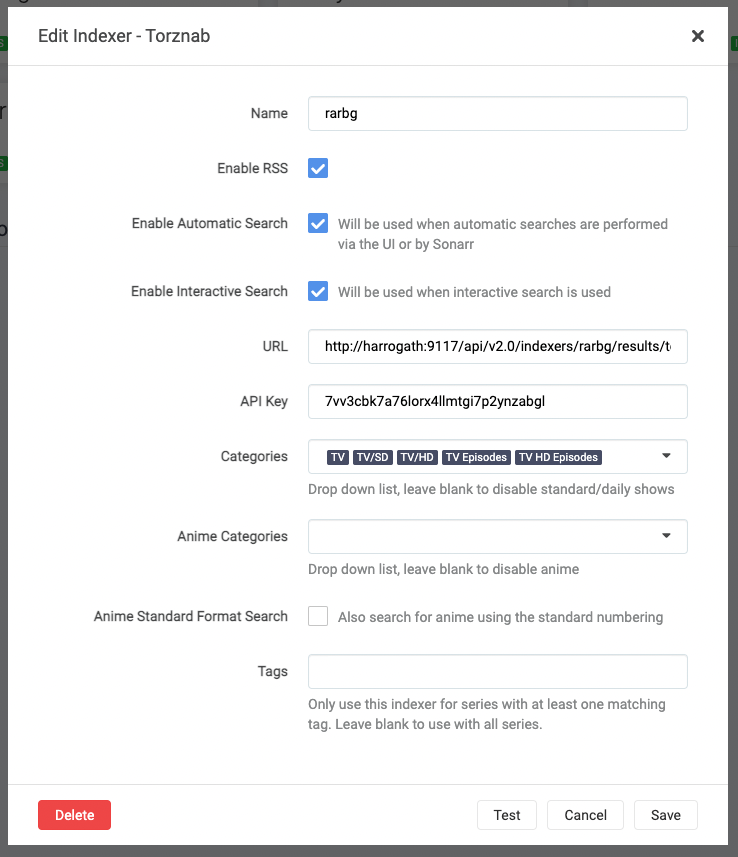 Edit Indexer - Torznab
Name
rarbg
Enable RSS
Enable Automatic Search
Will be used when automatic searches are performed
via the UI or by Sonarr
Enable Interactive Search
Will be used when interactive search is used
URL
http://harrogath:9117/api/v2.0/indexers/rarbg/results/t
API Key
7vv3cbk7a76lorx4llmtgi7p2ynzabgl
Categories
TV TV/SD TV/HD TV Episodes TV HD Episodes
Drop down list, leave blank to disable standard/daily shows
Anime Categories
Drop down list, leave blank to disable anime
Anime Standard Format Search
Also search for anime using the standard numbering
Tags
Only use this indexer for series with at least one matching
tag. Leave blank to use with all series.
Delete
Test
Cancel
Save